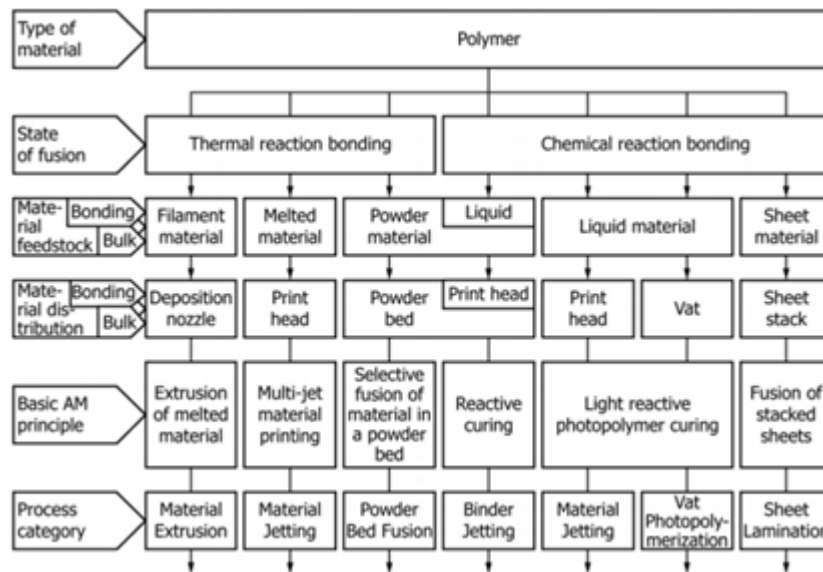 Type of
material
Polymer
State
of fusion
Thermal reaction bonding
Chemical reaction bonding
Mate-
rial
feedstock
Bonding
Bulk
Filament
material
Melted
material
Powder
material
Liquid
Liquid material
Sheet
material
Mate-
rial dis-
tribution
Bonding
Bulk
Deposition
nozzle
Print
head
Powder
bed
Print head
Print
head
Vat
Sheet
stack
Basic AM
principle
Extrusion
of melted
material
Multi-jet
material
printing
Selective
fusion of
material in
a powder
bed
Reactive
curing
Light reactive
photopolymer curing
Fusion of
stacked
sheets
Process
category
Material
Extrusion
Material
Jetting
Powder
Bed Fusion
Binder
Jetting
Material
Jetting
Vat
Photopoly-
merization
Sheet
Lamination